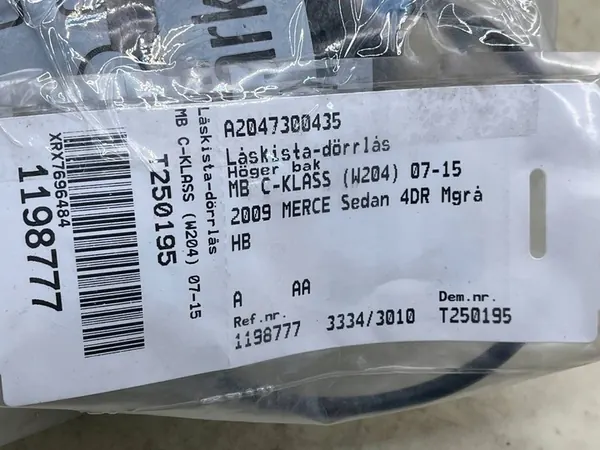 A2047300435
Låskista-dörrlås
Höger bak
MB C-KLASS (W204) 07-15
2009 MERCE Sedan 4DR Mgrå
HB
A AA
Ref.nr.
1198777 3334/3010
Dem.nr.
T250195
Låskista-dörrlås
MB C-KLASS (W204) 07-15
T250195
XRX7696484
1198777